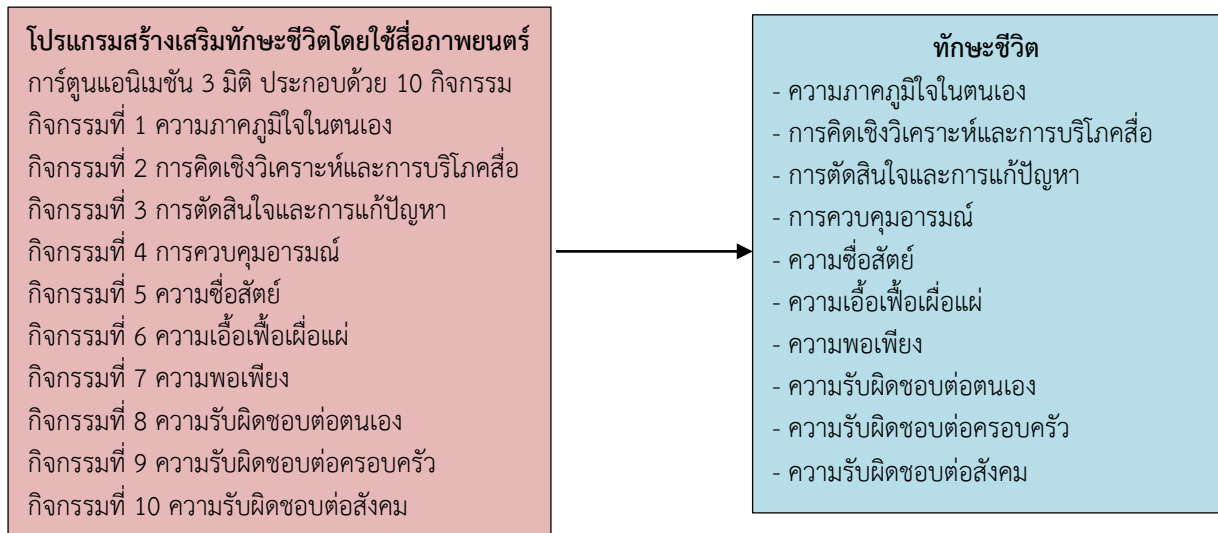 โปรแกรมสร้างเสริมทักษะชีวิตโดยใช้สื่อภาพยนตร์
การ์ตูนแอนิเมชัน 3 มิติ ประกอบด้วย 10 กิจกรรม
กิจกรรมที่ 1 ความภาคภูมิใจในตนเอง
กิจกรรมที่ 2 การคิดเชิงวิเคราะห์และการบริโภคสื่อ
กิจกรรมที่ 3 การตัดสินใจและการแก้ปัญหา
กิจกรรมที่ 4 การควบคุมอารมณ์
กิจกรรมที่ 5 ความซื่อสัตย์
กิจกรรมที่ 6 ความเอื้อเฟื้อเผื่อแผ่
กิจกรรมที่ 7 ความพอเพียง
กิจกรรมที่ 8 ความรับผิดชอบต่อตนเอง
กิจกรรมที่ 9 ความรับผิดชอบต่อครอบครัว
กิจกรรมที่ 10 ความรับผิดชอบต่อสังคม
ทักษะชีวิต
- ความภาคภูมิใจในตนเอง
- การคิดเชิงวิเคราะห์และการบริโภคสื่อ
- การตัดสินใจและการแก้ปัญหา
- การควบคุมอารมณ์
- ความซื่อสัตย์
- ความเอื้อเฟื้อเผื่อแผ่
- ความพอเพียง
- ความรับผิดชอบต่อตนเอง
- ความรับผิดชอบต่อครอบครัว
- ความรับผิดชอบต่อสังคม